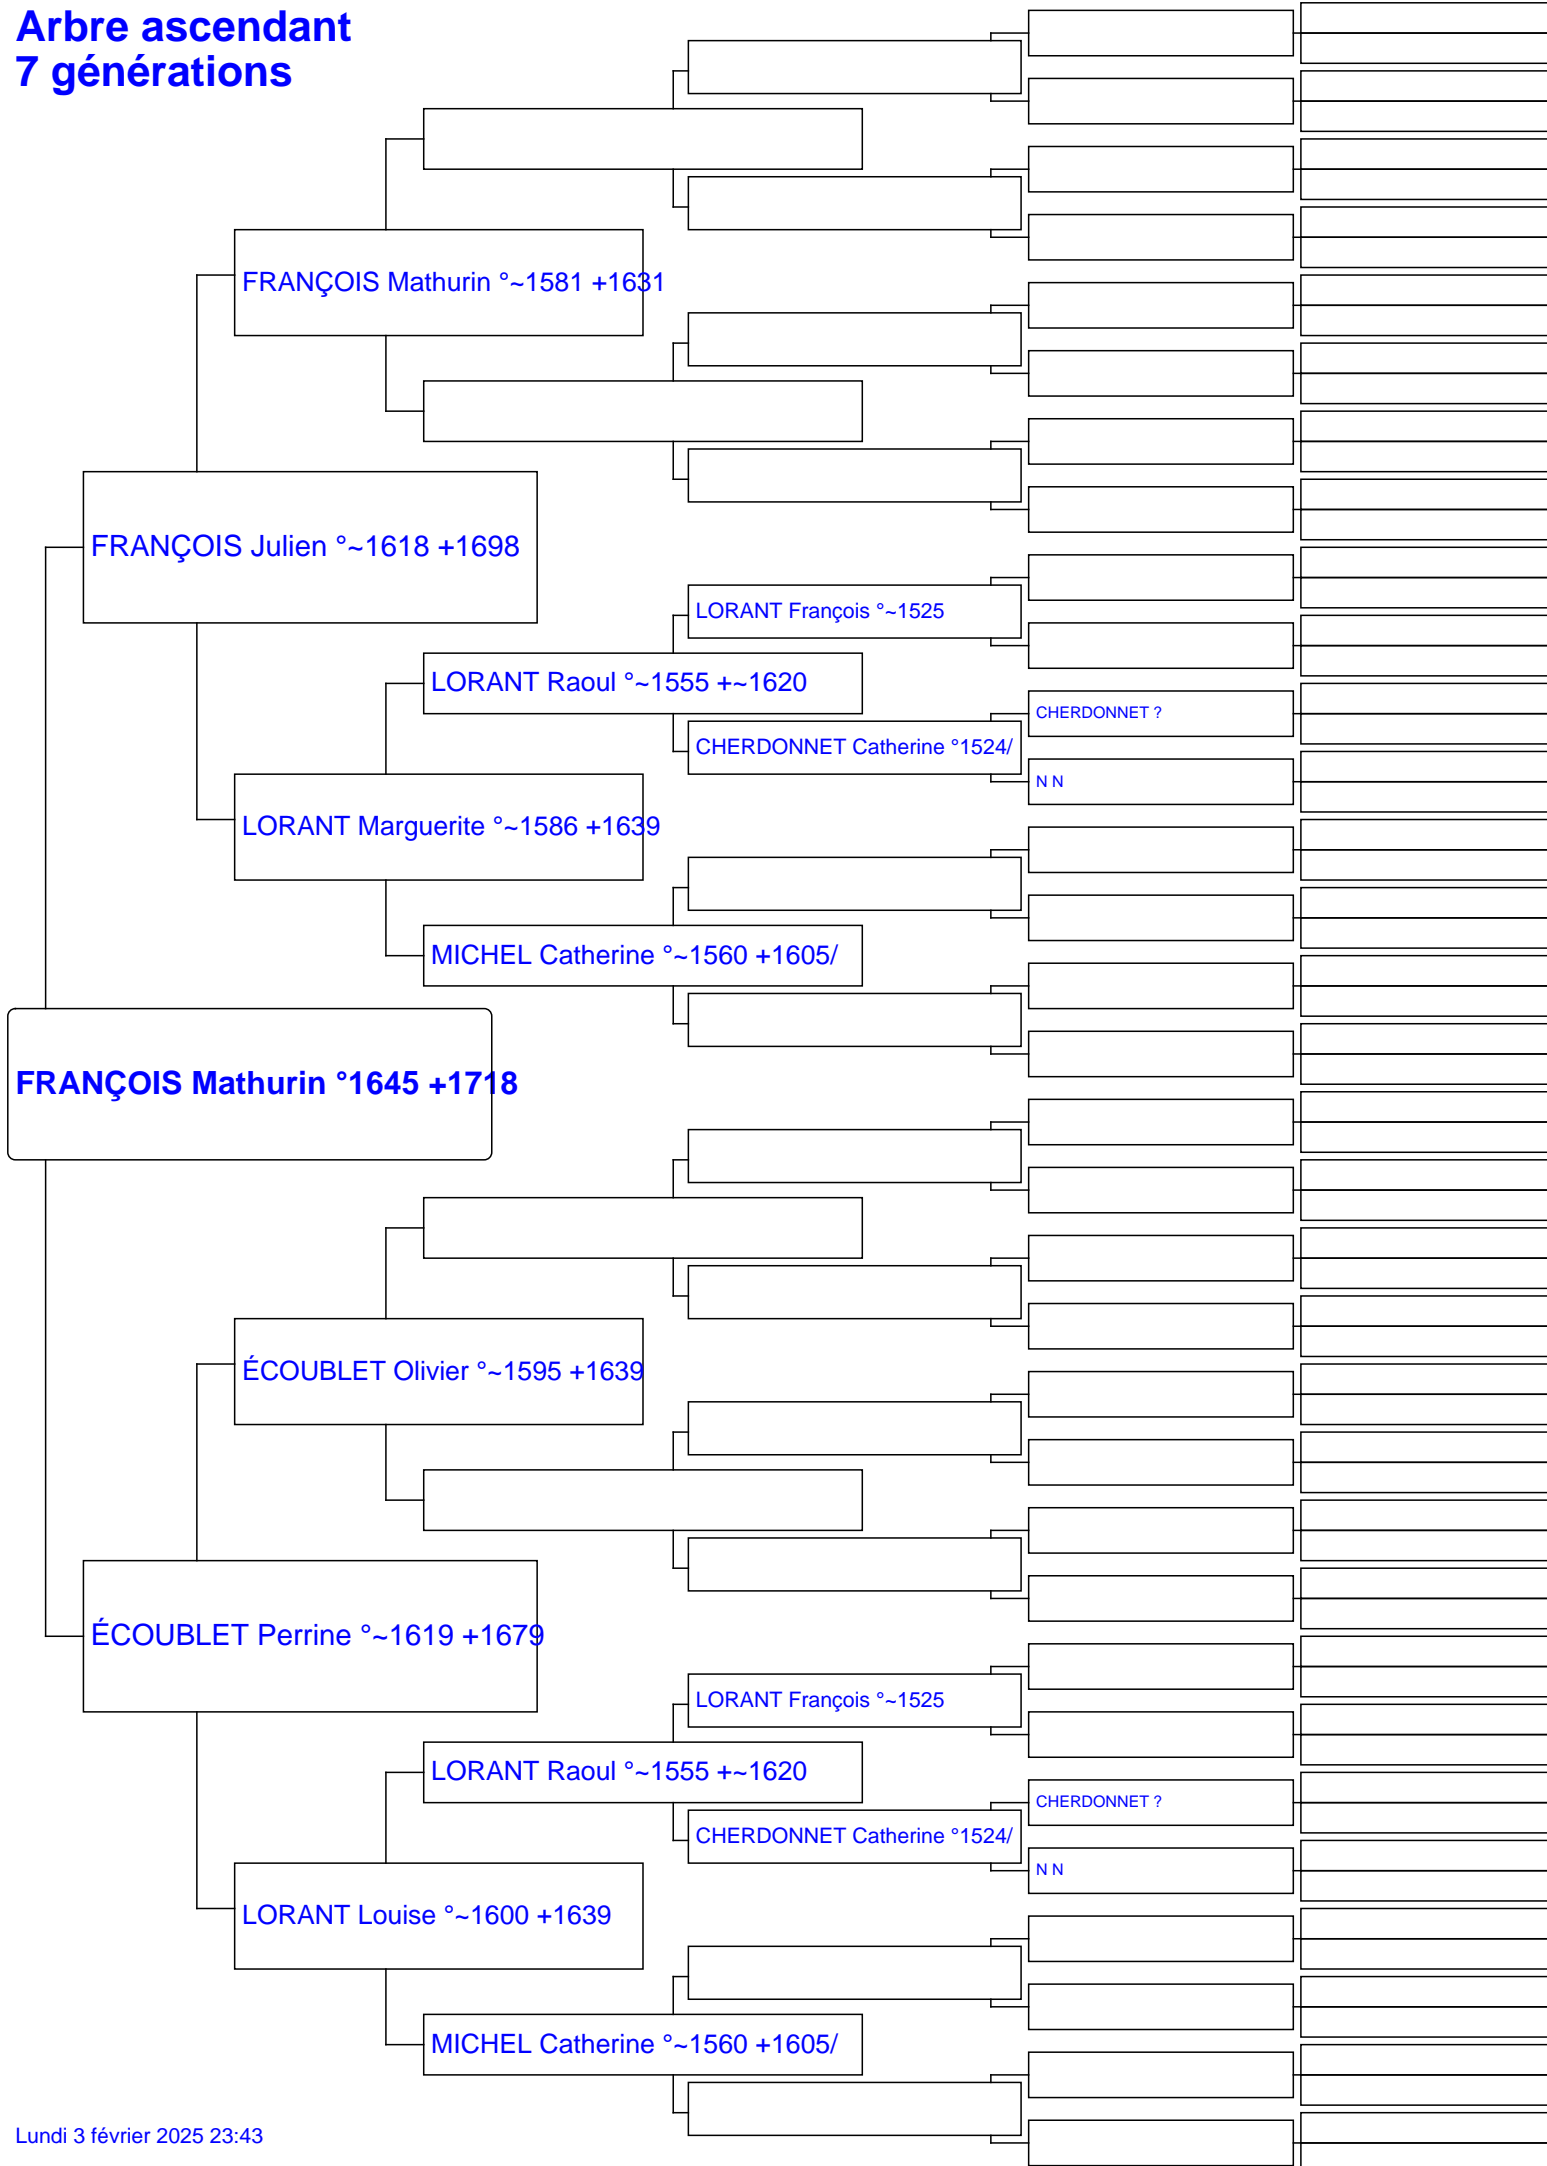 Arbre ascendant
7 générations
FRANÇOIS Mathurin °~1581 +1631
FRANÇOIS Julien °~1618 +1698
LORANT François °~1525
LORANT Raoul °~1555 +~1620
CHERDONNET ?
CHERDONNET Catherine °1524/
N N
LORANT Marguerite °~1586 +1639
MICHEL Catherine °~1560 +1605/
FRANÇOIS Mathurin °1645 +1718
ÉCOUBLET Olivier °~1595 +1639
ÉCOUBLET Perrine °~1619 +1679
LORANT François °~1525
LORANT Raoul °~1555 +~1620
CHERDONNET ?
CHERDONNET Catherine °1524/
N N
LORANT Louise °~1600 +1639
MICHEL Catherine °~1560 +1605/
Lundi 3 février 2025 23:43